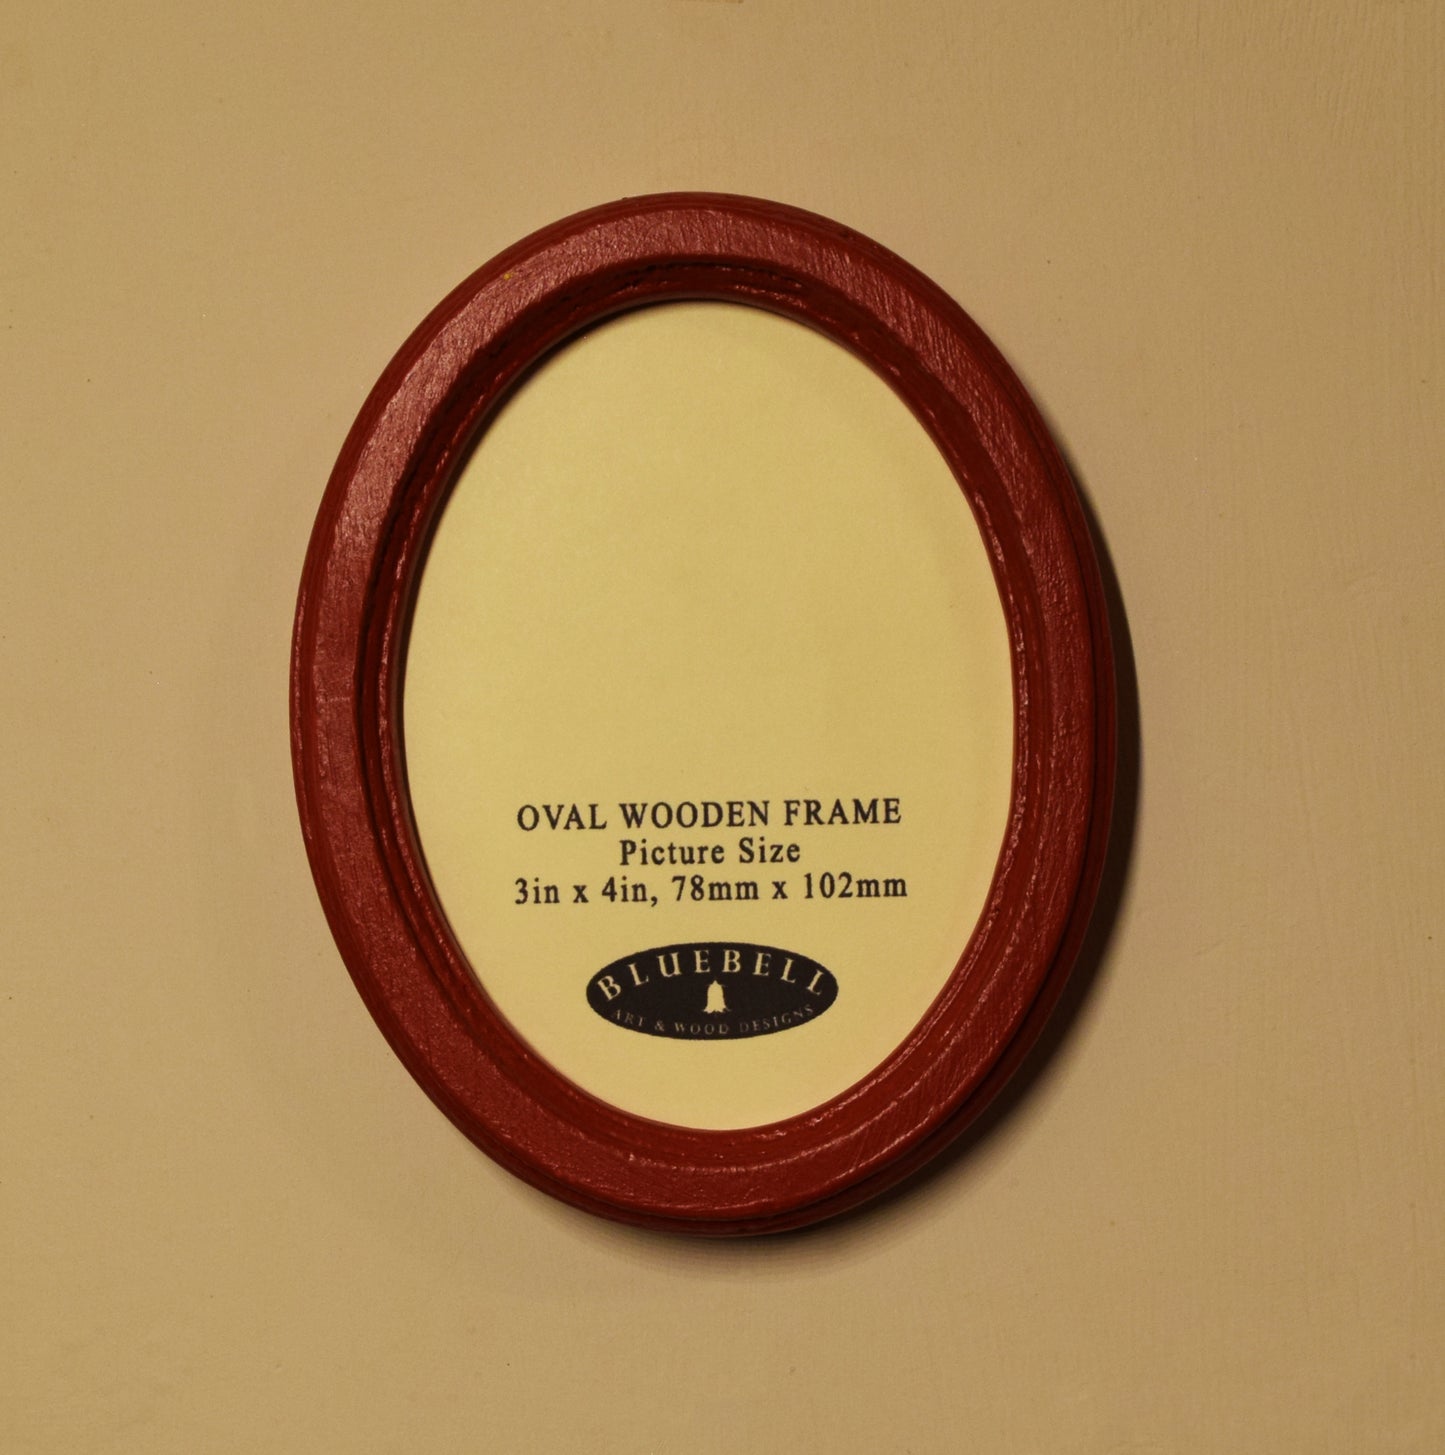 OVAL WOODEN FRAME
Picture Size
3in x 4in, 78mm x 102mm
BLUEBELL
ART & WOOD DESIGNS